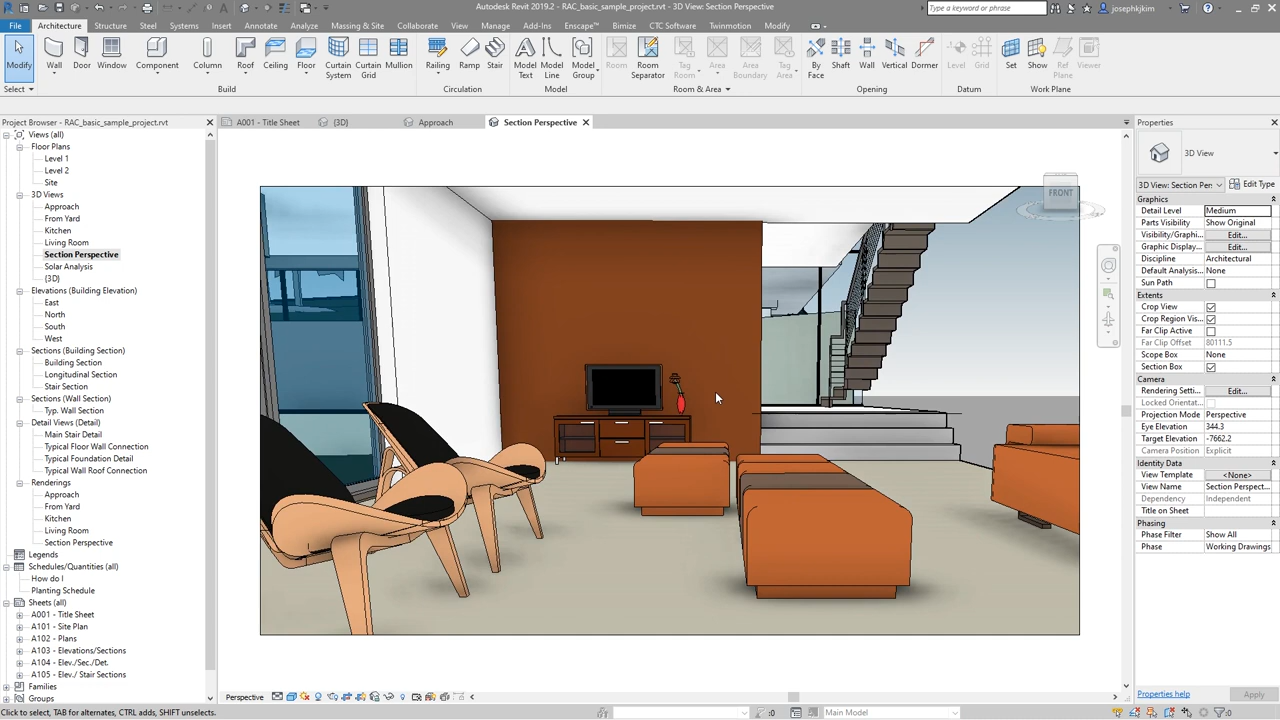 Autodesk Revit 2019.2 - RAC_basic_sample_project.rvt - 3D View: Section Perspective
Type a keyword or phrase
josephkjkim
File Architecture Structure Steel Systems Insert Annotate Analyze Massing & Site Collaborate View Manage Add-Ins Enscape™ Bimize CTC Software Twinmotion Modify
Modify Wall Door Window Component Column Roof Ceiling Floor Curtain System Curtain Grid Mullion Railing Ramp Stair Model Text Model Line Model Group Room Room Separator Tag Room Area Area Boundary Tag Area By Face Shaft Wall Vertical Dormer Level Grid Set Show Ref Plane Viewer
Select Build Circulation Model Room & Area Opening Datum Work Plane
Project Browser - RAC_basic_sample_project.rvt
A001 - Title Sheet {3D} Approach Section Perspective
Properties
Views (all)
Floor Plans
Level 1
Level 2
Site
3D Views
Approach
From Yard
Kitchen
Living Room
Section Perspective
Solar Analysis
{3D}
Elevations (Building Elevation)
East
North
South
West
Sections (Building Section)
Building Section
Longitudinal Section
Stair Section
Sections (Wall Section)
Typ. Wall Section
Detail Views (Detail)
Main Stair Detail
Typical Floor Wall Connection
Typical Foundation Detail
Typical Wall Roof Connection
Renderings
Approach
From Yard
Kitchen
Living Room
Section Perspective
Legends
Schedules/Quantities (all)
How do I
Planting Schedule
Sheets (all)
A001 - Title Sheet
A101 - Site Plan
A102 - Plans
A103 - Elevations/Sections
A104 - Elev./Sec./Det.
A105 - Elev./ Stair Sections
Families
Groups
FRONT
3D View
3D View: Section Per: Edit Type
Graphics
Detail Level Medium
Parts Visibility Show Original
Visibility/Graphi... Edit...
Graphic Display... Edit...
Discipline Architectural
Default Analysis... None
Sun Path
Extents
Crop View
Crop Region Vis...
Far Clip Active
Far Clip Offset 80111.5
Scope Box None
Section Box
Camera
Rendering Setti... Edit...
Locked Orientat...
Projection Mode Perspective
Eye Elevation 344.3
Target Elevation -7662.2
Camera Position Explicit
Identity Data
View Template <None>
View Name Section Perspect...
Dependency Independent
Title on Sheet
Phasing
Phase Filter Show All
Phase Working Drawings
Properties help Apply
Perspective
Click to select, TAB for alternates, CTRL adds, SHIFT unselects.
:0
Main Model
:0